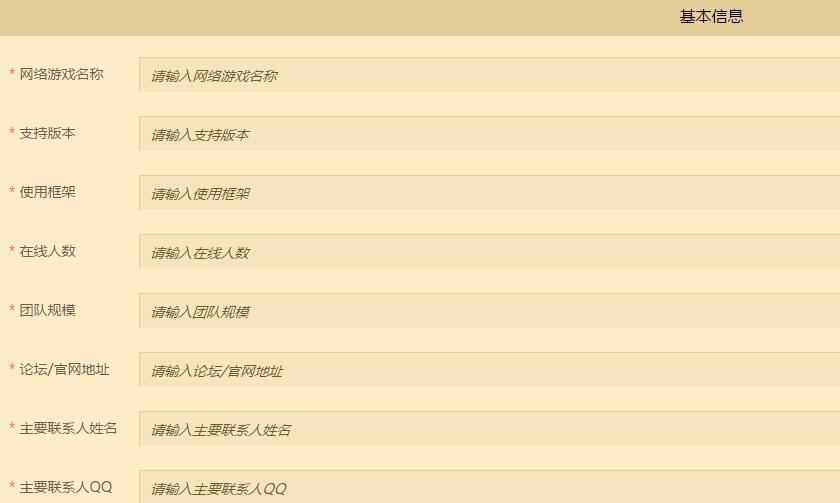 基本信息
* 网络游戏名称 请输入网络游戏名称
* 支持版本 请输入支持版本
* 使用框架 请输入使用框架
* 在线人数 请输入在线人数
* 团队规模 请输入团队规模
* 论坛/官网地址 请输入论坛/官网地址
* 主要联系人姓名 请输入主要联系人姓名
* 主要联系人QQ 请输入主要联系人QQ